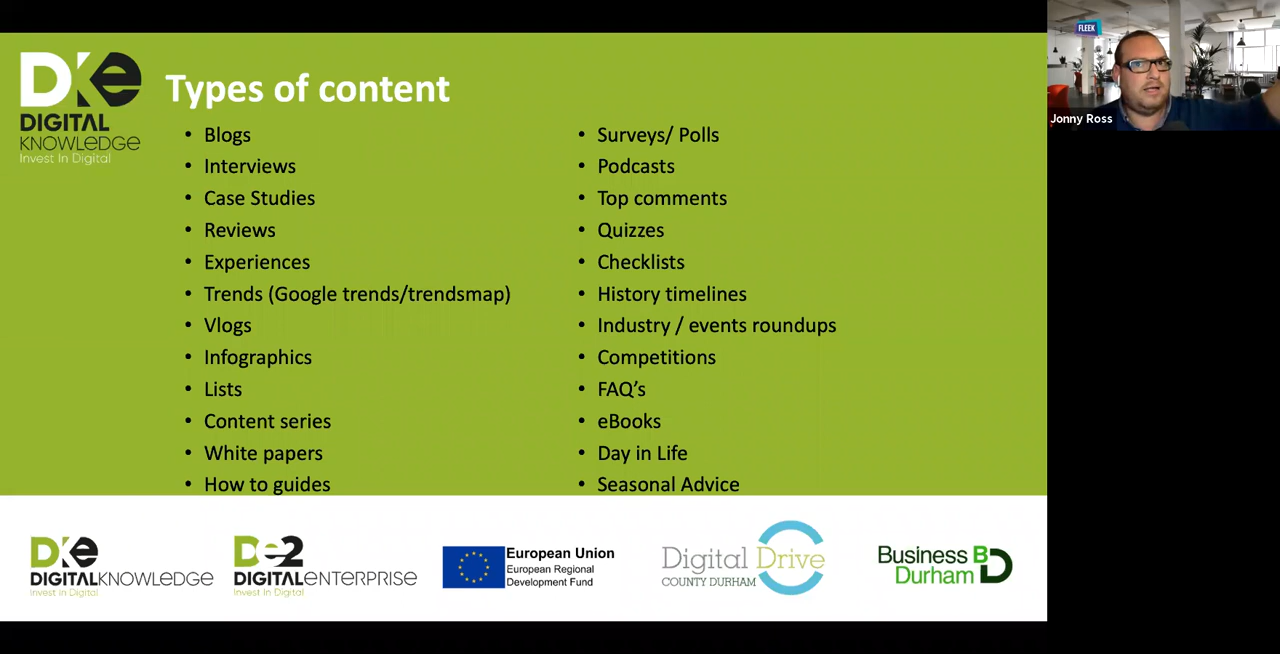 DKe
DIGITAL
KNOWLEDGE
Invest In Digital
Types of content
• Blogs
• Interviews
• Case Studies
• Reviews
• Experiences
• Trends (Google trends/trendsmap)
• Vlogs
• Infographics
• Lists
• Content series
• White papers
• How to guides
• Surveys/ Polls
• Podcasts
• Top comments
• Quizzes
• Checklists
• History timelines
• Industry / events roundups
• Competitions
• FAQ’s
• eBooks
• Day in Life
• Seasonal Advice
FLEEK
Jonny Ross
DKe
DIGITALKNOWLEDGE
Invest In Digital
De2
DIGITALENTERPRISE
Invest In Digital
European Union
European Regional
Development Fund
Digital Drive
COUNTY DURHAM
Business
Durham
BD